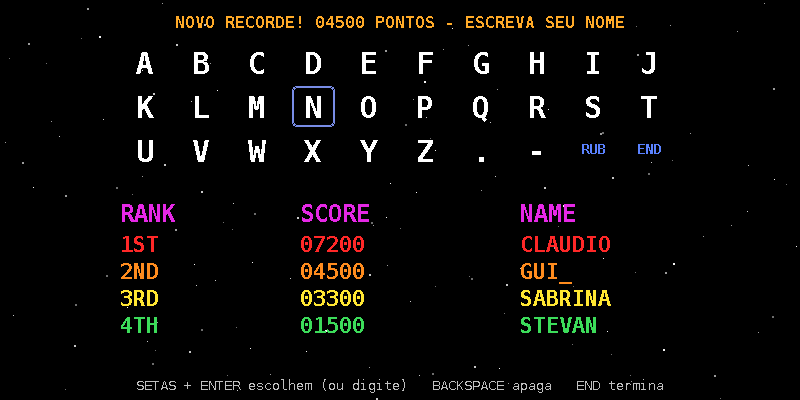 NOVO RECORDE! 04500 PONTOS - ESCREVA SEU NOME
A B C D E F G H I J
K L M N O P Q R S T
U V W X Y Z . - RUB END
RANK SCORE NAME
1ST 07200 CLAUDIO
2ND 04500 GUI_
3RD 03300 SABRINA
4TH 01500 STEVAN
SETAS + ENTER escolhem (ou digite) BACKSPACE apaga END termina